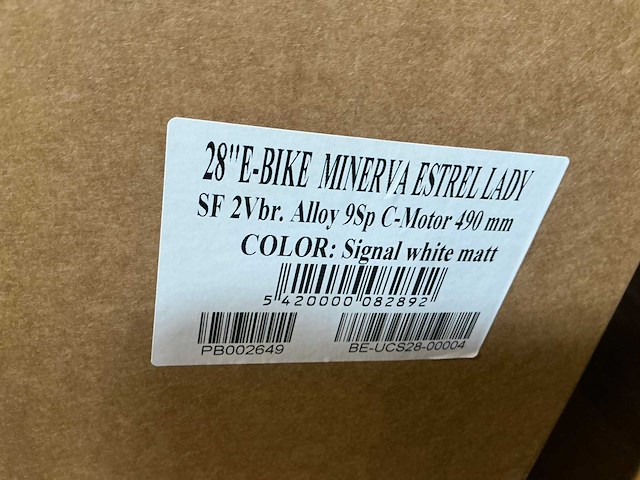 28"E-BIKE MINERVA ESTREL LADY
SF 2Vbr. Alloy 9Sp C-Motor 490 mm
COLOR: Signal white matt
5 420000 082892
PB002649 BE-UCS28-00004